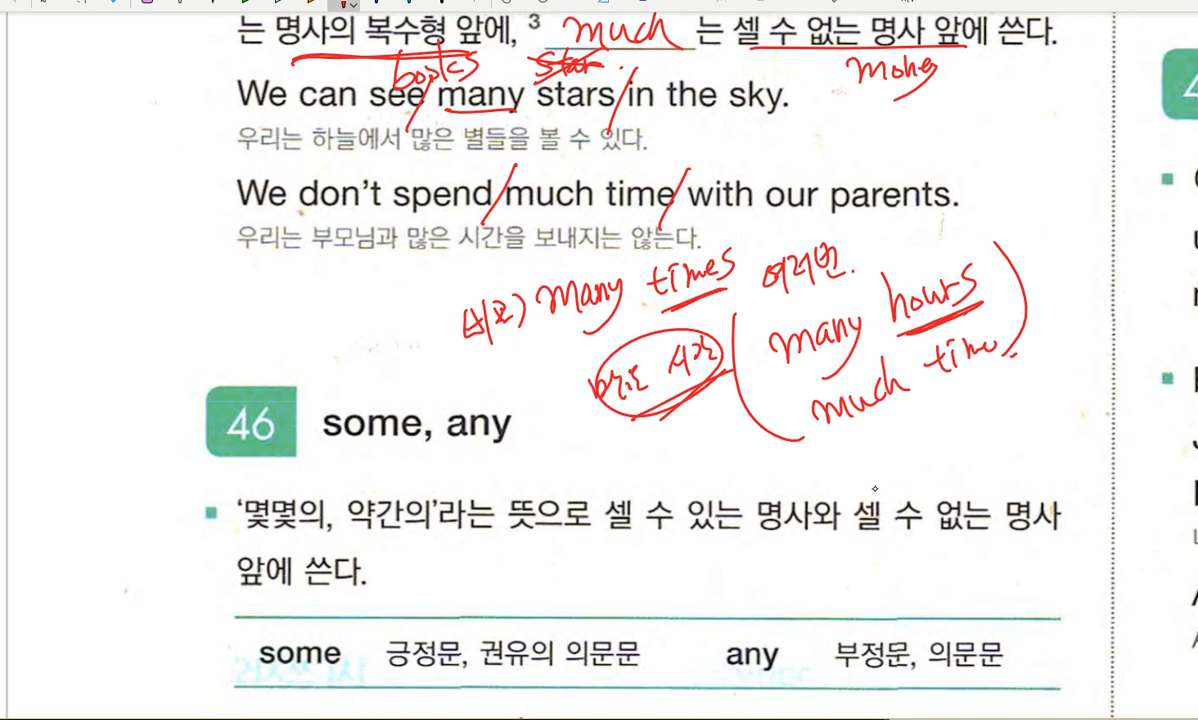 는 명사의 복수형 앞에, 3 much 는 셀 수 없는 명사 앞에 쓴다.
books star money
We can see many stars in the sky.
우리는 하늘에서 많은 별들을 볼 수 있다.
We don't spend much time with our parents.
우리는 부모님과 많은 시간을 보내지는 않는다.
비교) many times 여러번.
많은 시간 many hours
much time
46 some, any
'몇몇의, 약간의'라는 뜻으로 셀 수 있는 명사와 셀 수 없는 명사
앞에 쓴다.
some 긍정문, 권유의 의문문 any 부정문, 의문문